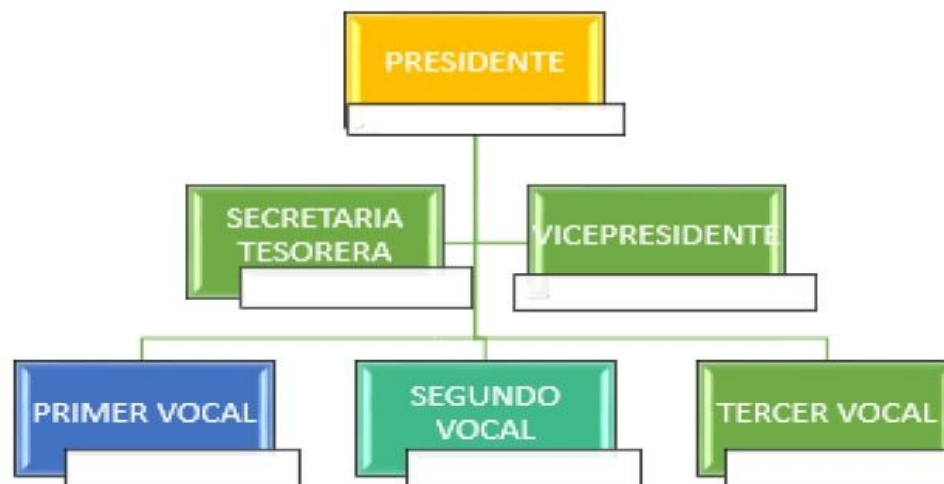 PRESIDENTE
SECRETARIA
TESORERA
VICEPRESIDENTE
PRIMER VOCAL
SEGUNDO
VOCAL
TERCER VOCAL